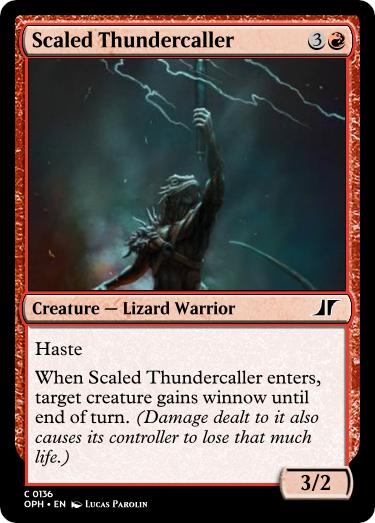 Scaled Thundercaller 3
Creature — Lizard Warrior
Haste
When Scaled Thundercaller enters,
target creature gains winnow until
end of turn. (Damage dealt to it also
causes its controller to lose that much
life.)
3/2
C 0136
OPH • EN Lucas Parolin